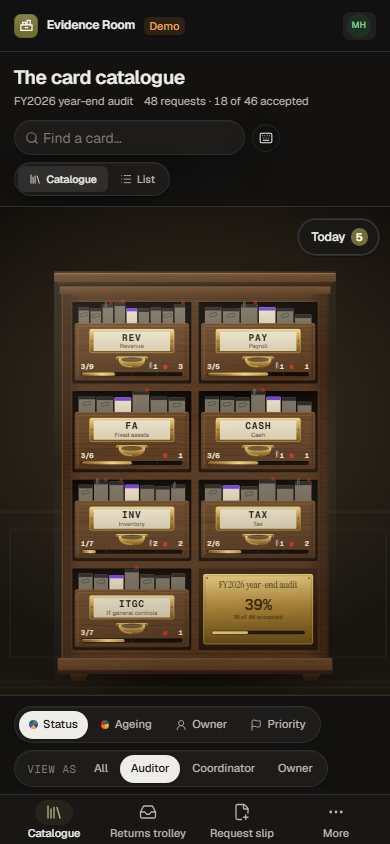 Evidence Room Demo MH
The card catalogue
FY2026 year-end audit 48 requests · 18 of 46 accepted
Find a card...
Catalogue List
Today 5
REV
Revenue
3/9 1 3
PAY
Payroll
3/5 1 1
FA
Fixed assets
3/6 1
CASH
Cash
3/6 1 1
INV
Inventory
1/7 2 2
TAX
Tax
2/6 2
ITGC
IT general controls
3/7 1
FY2026 year-end audit
39%
18 of 46 accepted
Status Ageing Owner Priority
VIEW AS All Auditor Coordinator Owner
Catalogue Returns trolley Request slip More